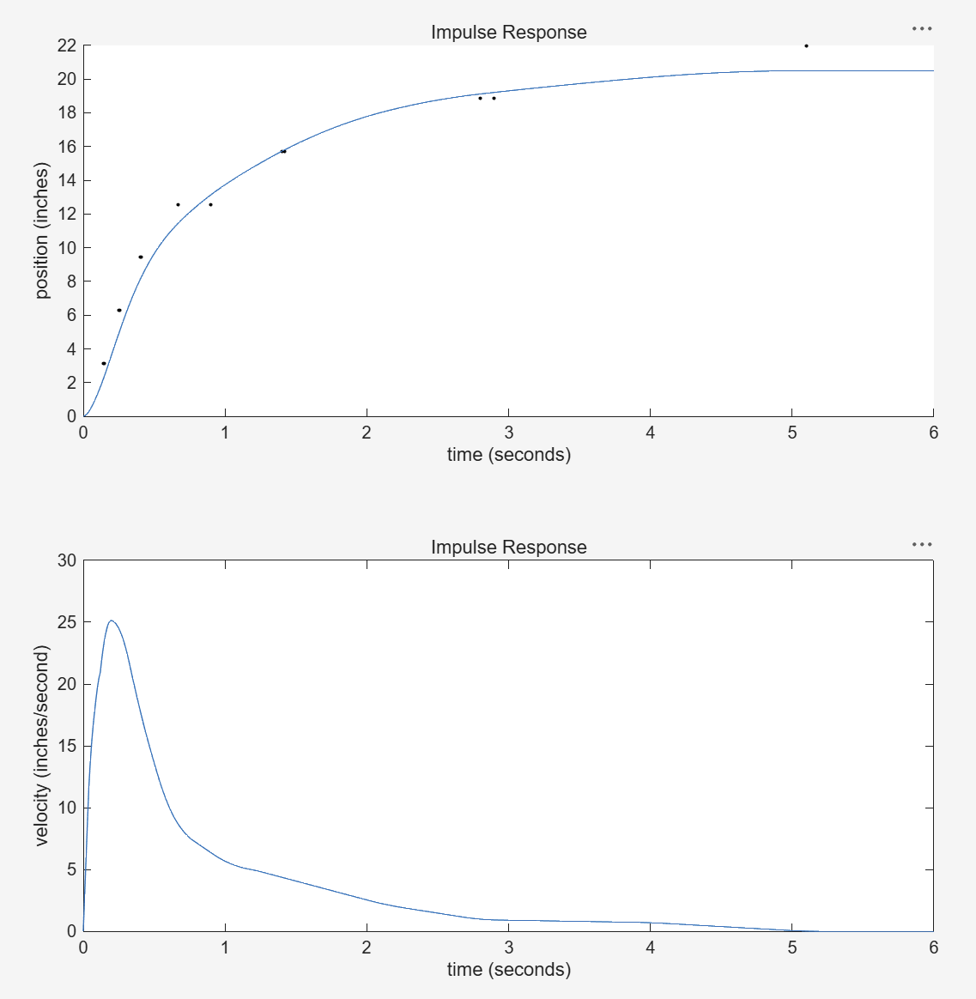 Impulse Response
22
20
18
16
14
12
10
8
6
4
2
0
position (inches)
0 1 2 3 4 5 6
time (seconds)
Impulse Response
30
25
20
15
10
5
0
velocity (inches/second)
0 1 2 3 4 5 6
time (seconds)